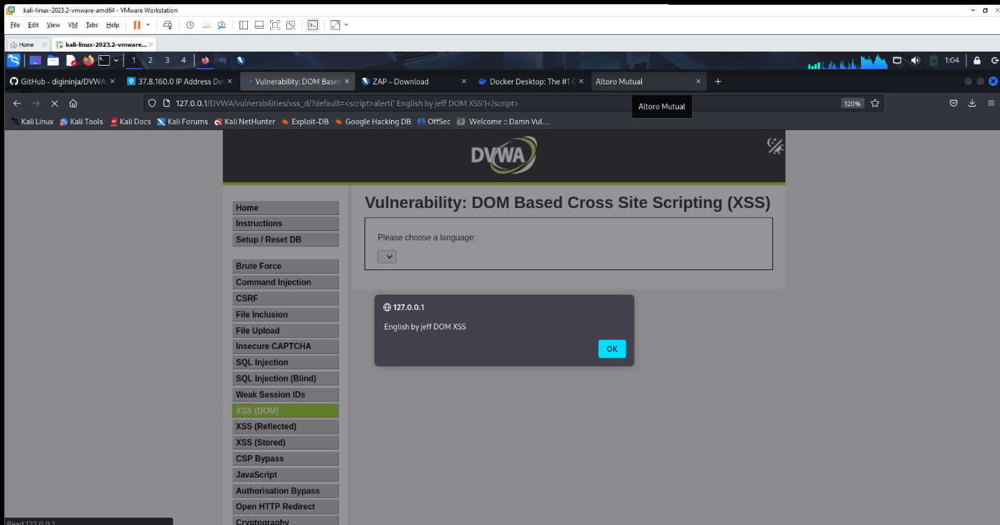 kali-linux-2023.2-vmware-amd64 - VMware Workstation
File Edit View VM Tabs Help
Home kali-linux-2023.2-vmware...
1 2 3 4 1:04
GitHub - digininja/DVWA: 37.8.160.0 IP Address Det Vulnerability: DOM Based ZAP – Download Docker Desktop: The #1 C Altoro Mutual
127.0.0.1/DVWA/vulnerabilities/xss_d/?default=<script>alert(' English by jeff DOM XSS')</script> 120%
Altoro Mutual
Kali Linux Kali Tools Kali Docs Kali Forums Kali NetHunter Exploit-DB Google Hacking DB OffSec Welcome :: Damn Vul...
DVWA
Vulnerability: DOM Based Cross Site Scripting (XSS)
Please choose a language:
Home
Instructions
Setup / Reset DB
Brute Force
Command Injection
CSRF
File Inclusion
File Upload
Insecure CAPTCHA
SQL Injection
SQL Injection (Blind)
Weak Session IDs
XSS (DOM)
XSS (Reflected)
XSS (Stored)
CSP Bypass
JavaScript
Authorisation Bypass
Open HTTP Redirect
Cryptography
127.0.0.1
English by jeff DOM XSS
OK
Read 127.0.0.1